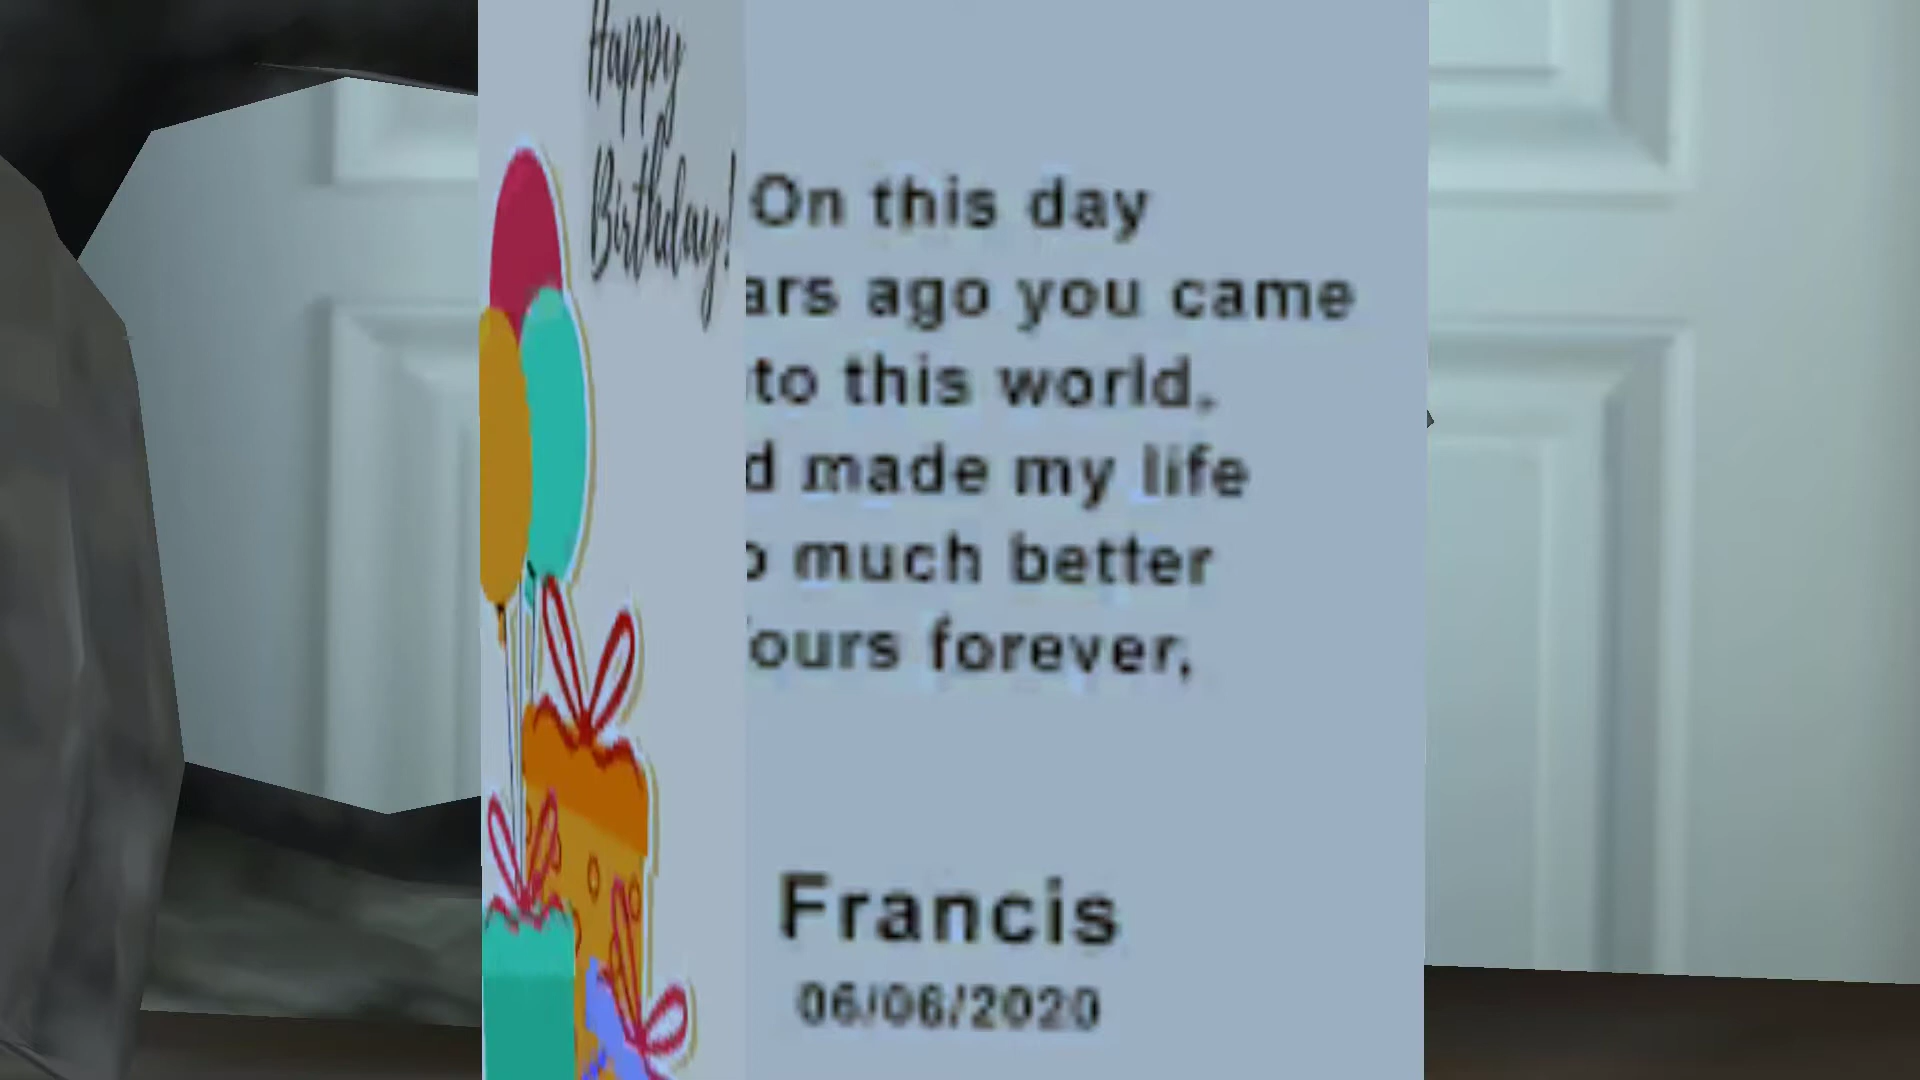 Happy
Birthday!
On this day
ars ago you came
to this world,
d made my life
o much better
ours forever,
Francis
06/06/2020